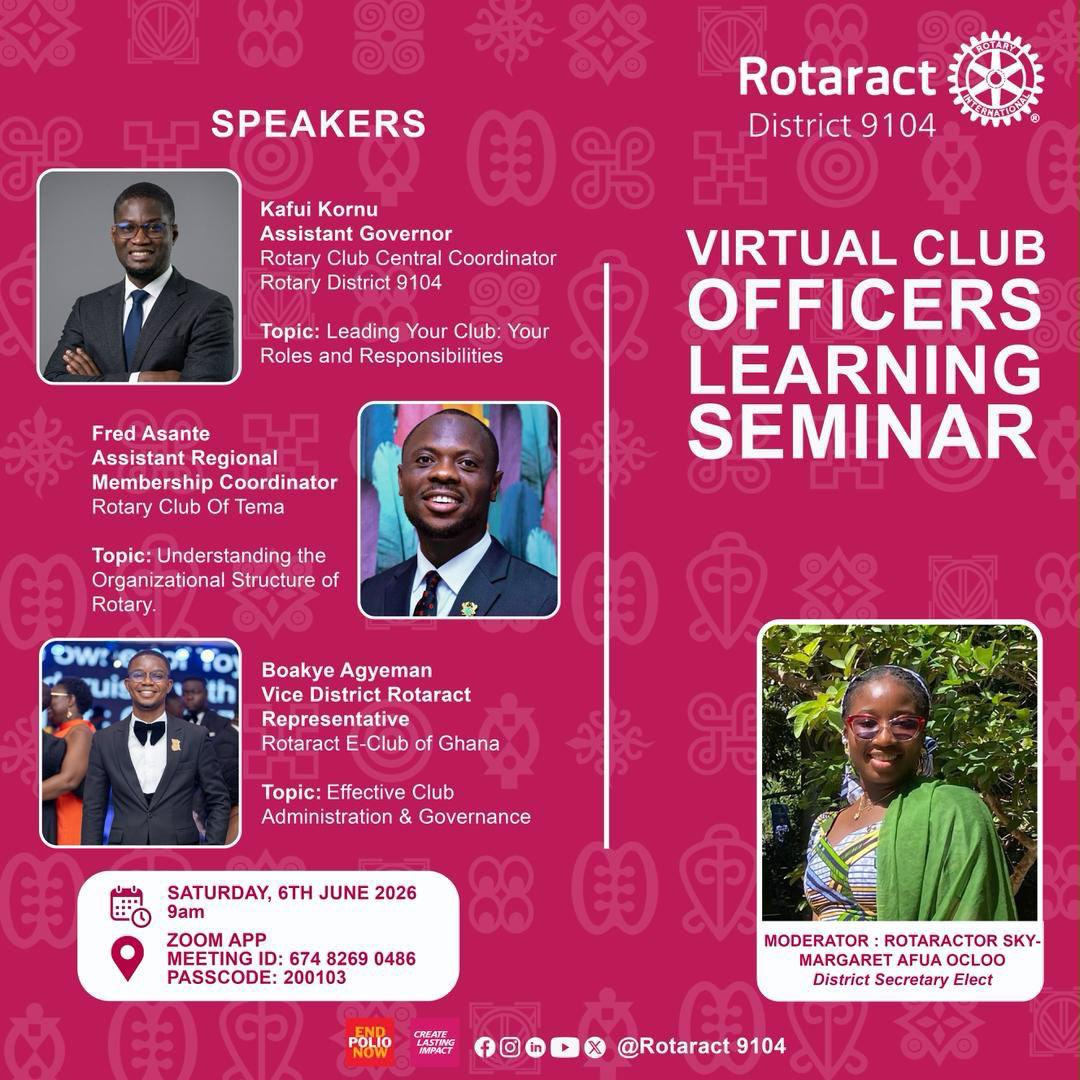 Rotaract
District 9104
ROTARY
INTERNATIONAL
®
SPEAKERS
Kafui Kornu
Assistant Governor
Rotary Club Central Coordinator
Rotary District 9104
Topic: Leading Your Club: Your
Roles and Responsibilities
Fred Asante
Assistant Regional
Membership Coordinator
Rotary Club Of Tema
Topic: Understanding the
Organizational Structure of
Rotary.
Boakye Agyeman
Vice District Rotaract
Representative
Rotaract E-Club of Ghana
Topic: Effective Club
Administration & Governance
VIRTUAL CLUB
OFFICERS
LEARNING
SEMINAR
SATURDAY, 6TH JUNE 2026
9am
ZOOM APP
MEETING ID: 674 8269 0486
PASSCODE: 200103
MODERATOR : ROTARACTOR SKY-
MARGARET AFUA OCLOO
District Secretary Elect
END
POLIO
NOW
CREATE
LASTING
IMPACT
@Rotaract 9104